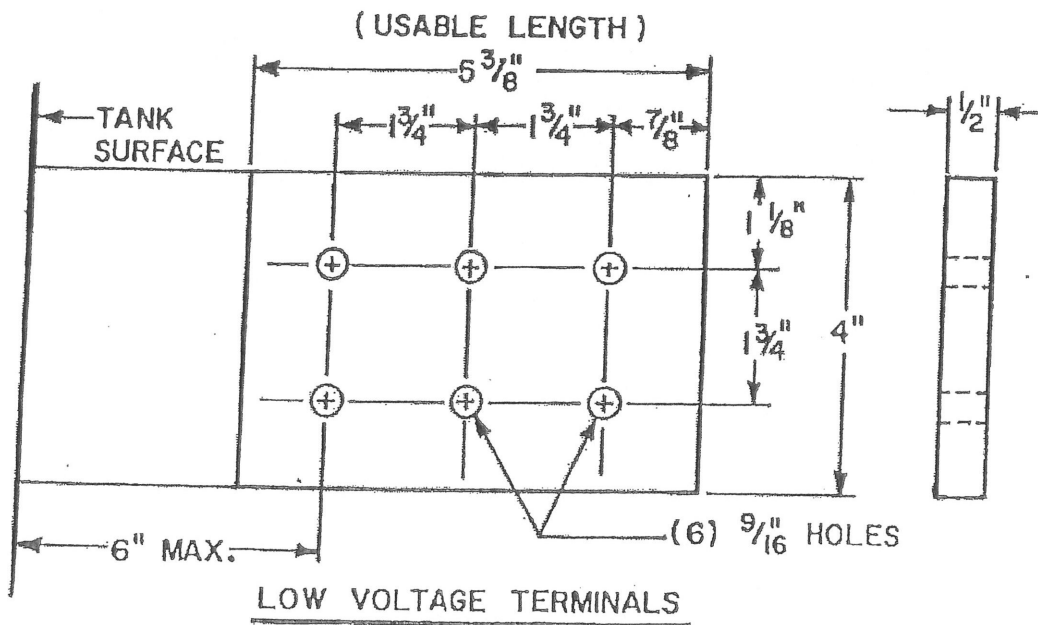 (USABLE LENGTH)
5 3/8"
TANK
SURFACE
1 3/4"
1 3/4"
7/8"
1/2"
1 1/8"
1 3/4"
4"
6" MAX.
(6) 9/16" HOLES
LOW VOLTAGE TERMINALS